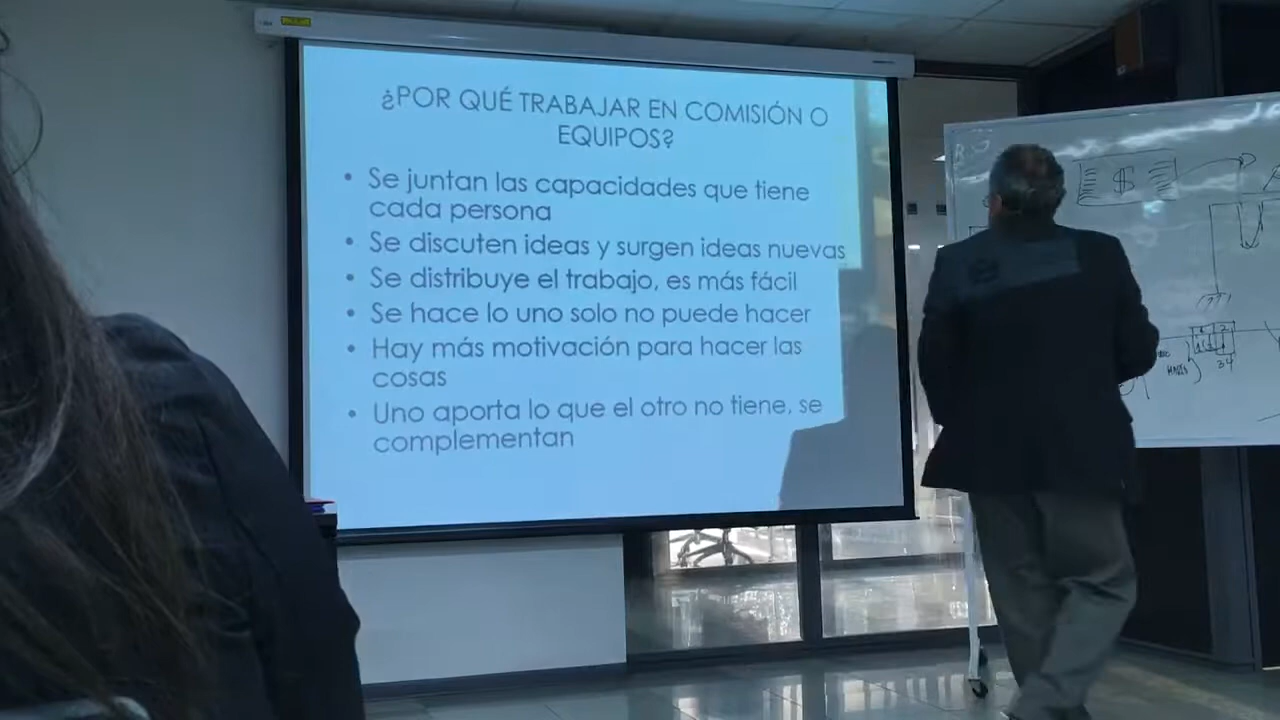 ¿POR QUÉ TRABAJAR EN COMISIÓN O
EQUIPOS?
• Se juntan las capacidades que tiene
cada persona
• Se discuten ideas y surgen ideas nuevas
• Se distribuye el trabajo, es más fácil
• Se hace lo uno solo no puede hacer
• Hay más motivación para hacer las
cosas
• Uno aporta lo que el otro no tiene, se
complementan
$
34